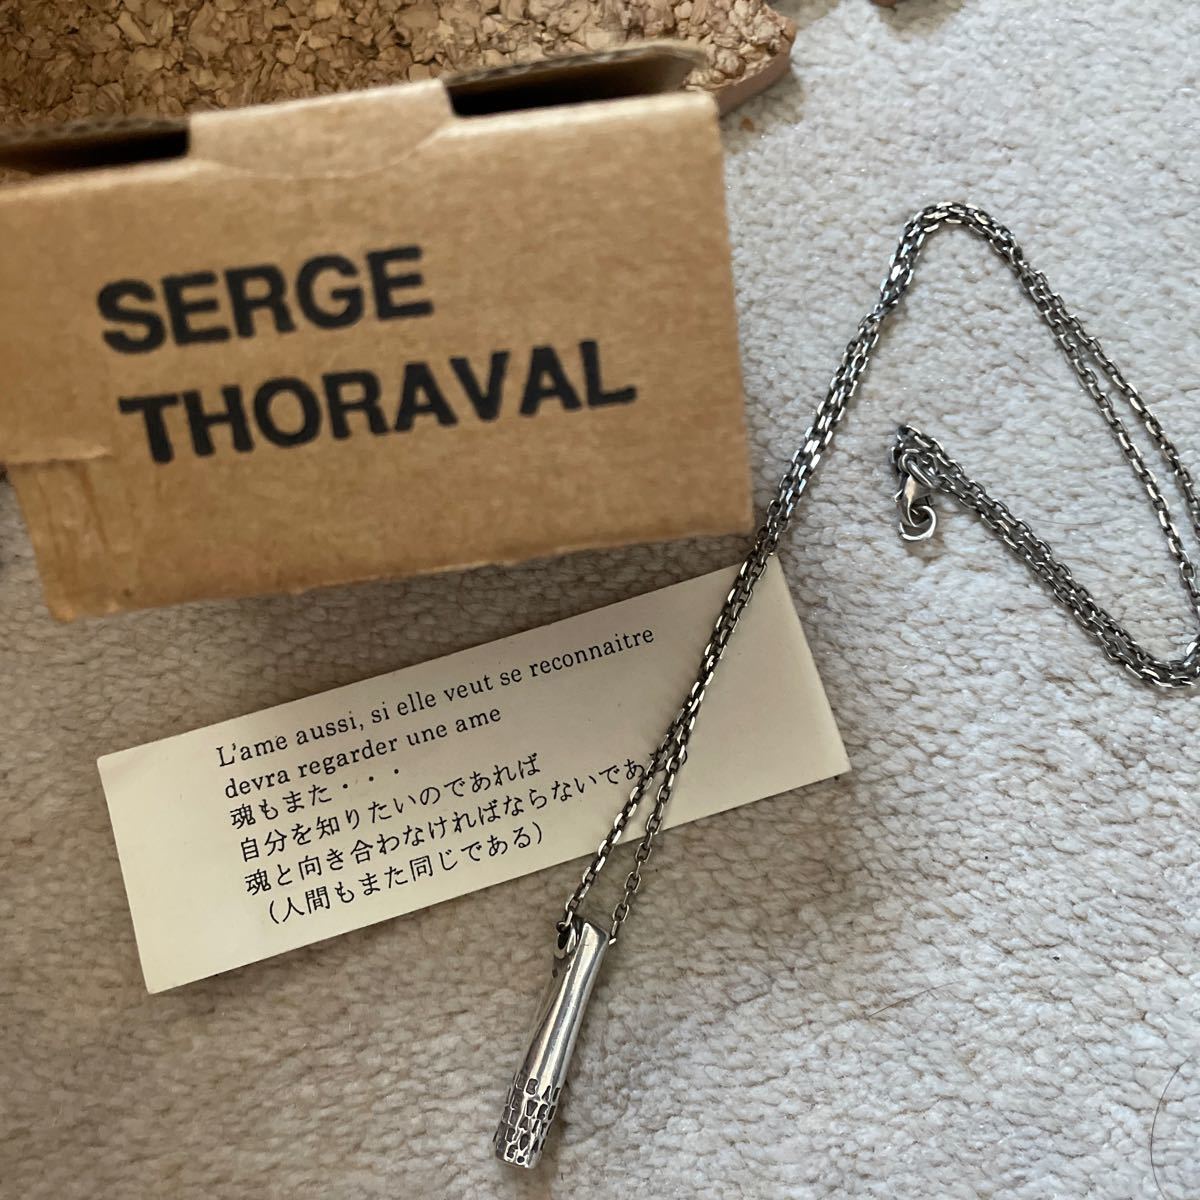 SERGE
THORAVAL
L'ame aussi, si elle veut se reconnaitre
devra regarder une ame
魂もまた・・・
自分を知りたいのであれば
魂と向き合わなければならないであ
(人間もまた同じである)